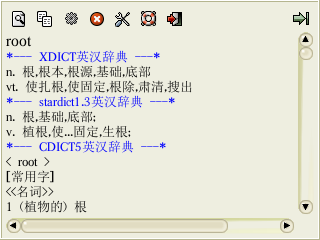 root
*--- XDICT英汉辞典 ---*
n. 根,根本,根源,基础,底部
vt. 使扎根,使固定,根除,肃清,搜出
*--- stardict1.3英汉辞典 ---*
n. 根,基础,底部;
v. 植根,使...固定,生根;
*--- CDICT5英汉辞典 ---*
< root >
[常用字]
<<名词>>
1（植物的）根